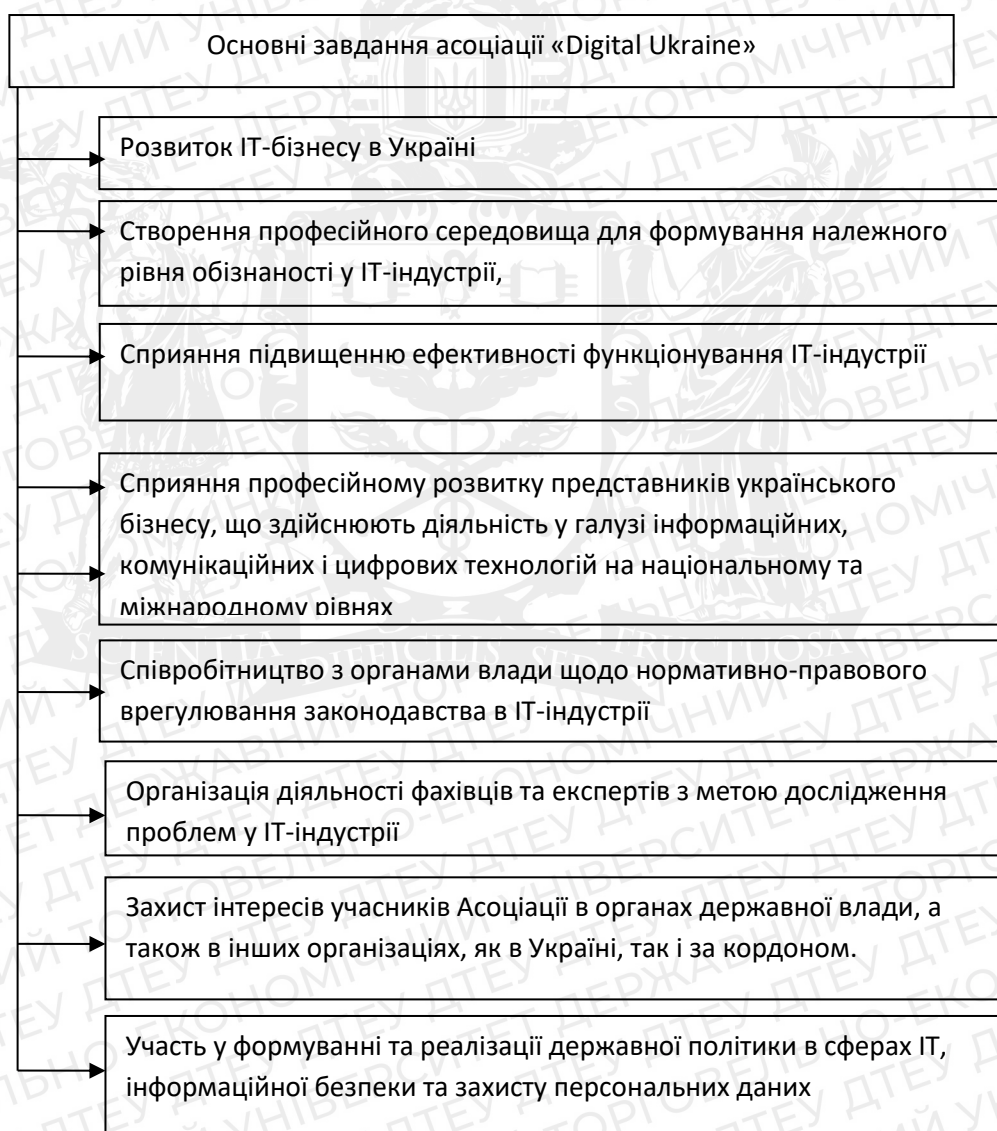 Основні завдання асоціації «Digital Ukraine»
Розвиток ІТ-бізнесу в Україні
Створення професійного середовища для формування належного
рівня обізнаності у ІТ-індустрії,
Сприяння підвищенню ефективності функціонування ІТ-індустрії
Сприяння професійному розвитку представників українського
бізнесу, що здійснюють діяльність у галузі інформаційних,
комунікаційних і цифрових технологій на національному та
міжнародному рівнях
Співробітництво з органами влади щодо нормативно-правового
врегулювання законодавства в ІТ-індустрії
Організація діяльності фахівців та експертів з метою дослідження
проблем у ІТ-індустрії
Захист інтересів учасників Асоціації в органах державної влади, а
також в інших організаціях, як в Україні, так і за кордоном.
Участь у формуванні та реалізації державної політики в сферах ІТ,
інформаційної безпеки та захисту персональних даних